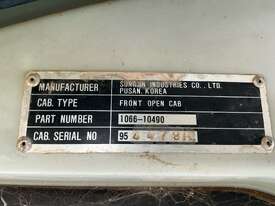 MANUFACTURER INDUSTRIES CO., LTD.
PUSAN, KOREA
CAB. TYPE FRONT OPEN CAB
PART NUMBER 1066-10490
CAB. SERIAL NO 95